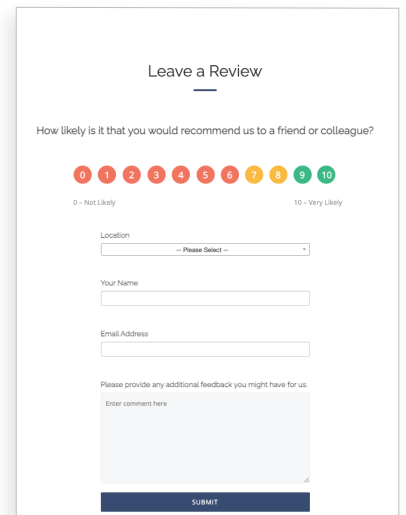 Leave a Review
How likely is it that you would recommend us to a friend or colleague?
0 1 2 3 4 5 6 7 8 9 10
0 – Not Likely 10 – Very Likely
Location
-- Please Select --
Your Name
Email Address
Please provide any additional feedback you might have for us.
Enter comment here
SUBMIT